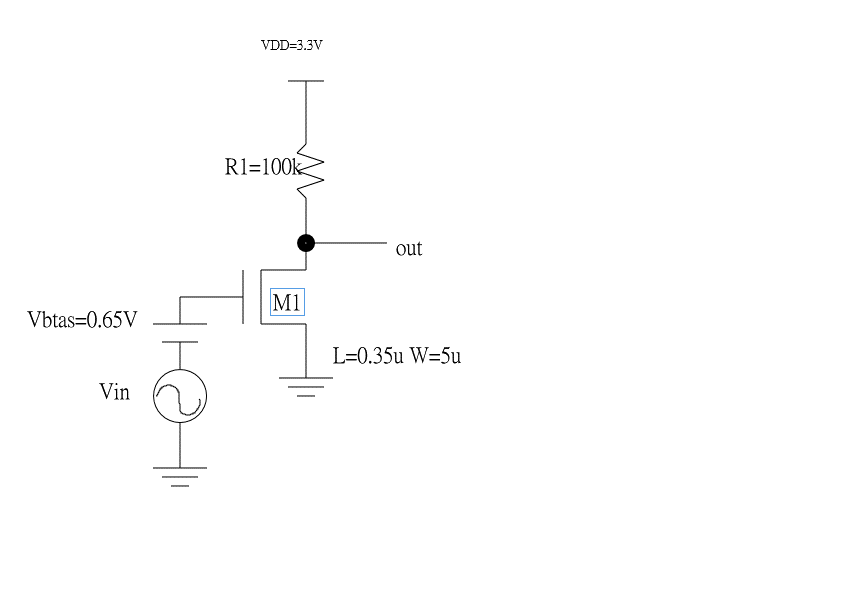 VDD=3.3V
R1=100k
out
M1
Vbtas=0.65V
L=0.35u W=5u
Vin